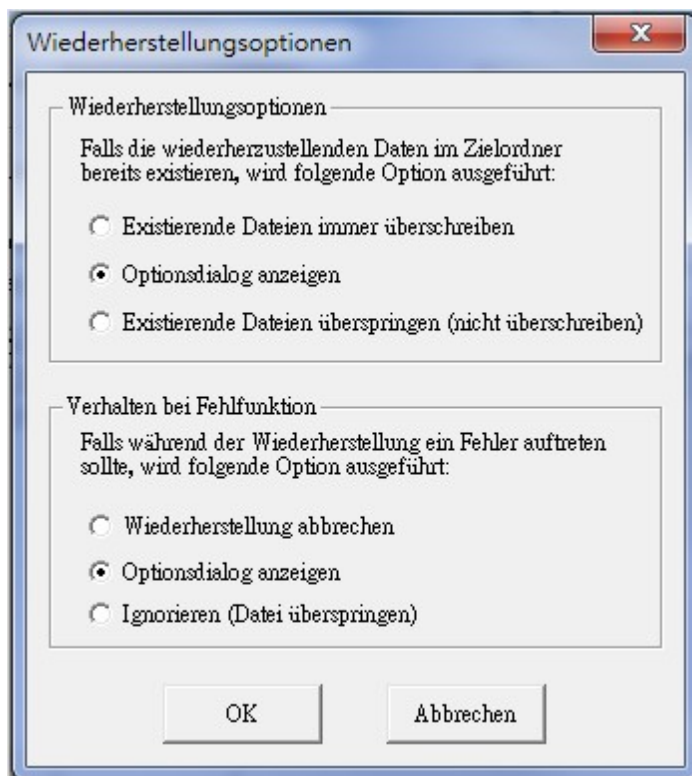 Wiederherstellungsoptionen
Wiederherstellungsoptionen
Falls die wiederherzustellenden Daten im Zielordner
bereits existieren, wird folgende Option ausgeführt:
Existierende Dateien immer überschreiben
Optionsdialog anzeigen
Existierende Dateien überspringen (nicht überschreiben)
Verhalten bei Fehlfunktion
Falls während der Wiederherstellung ein Fehler auftreten
sollte, wird folgende Option ausgeführt:
Wiederherstellung abbrechen
Optionsdialog anzeigen
Ignorieren (Datei überspringen)
OK
Abbrechen